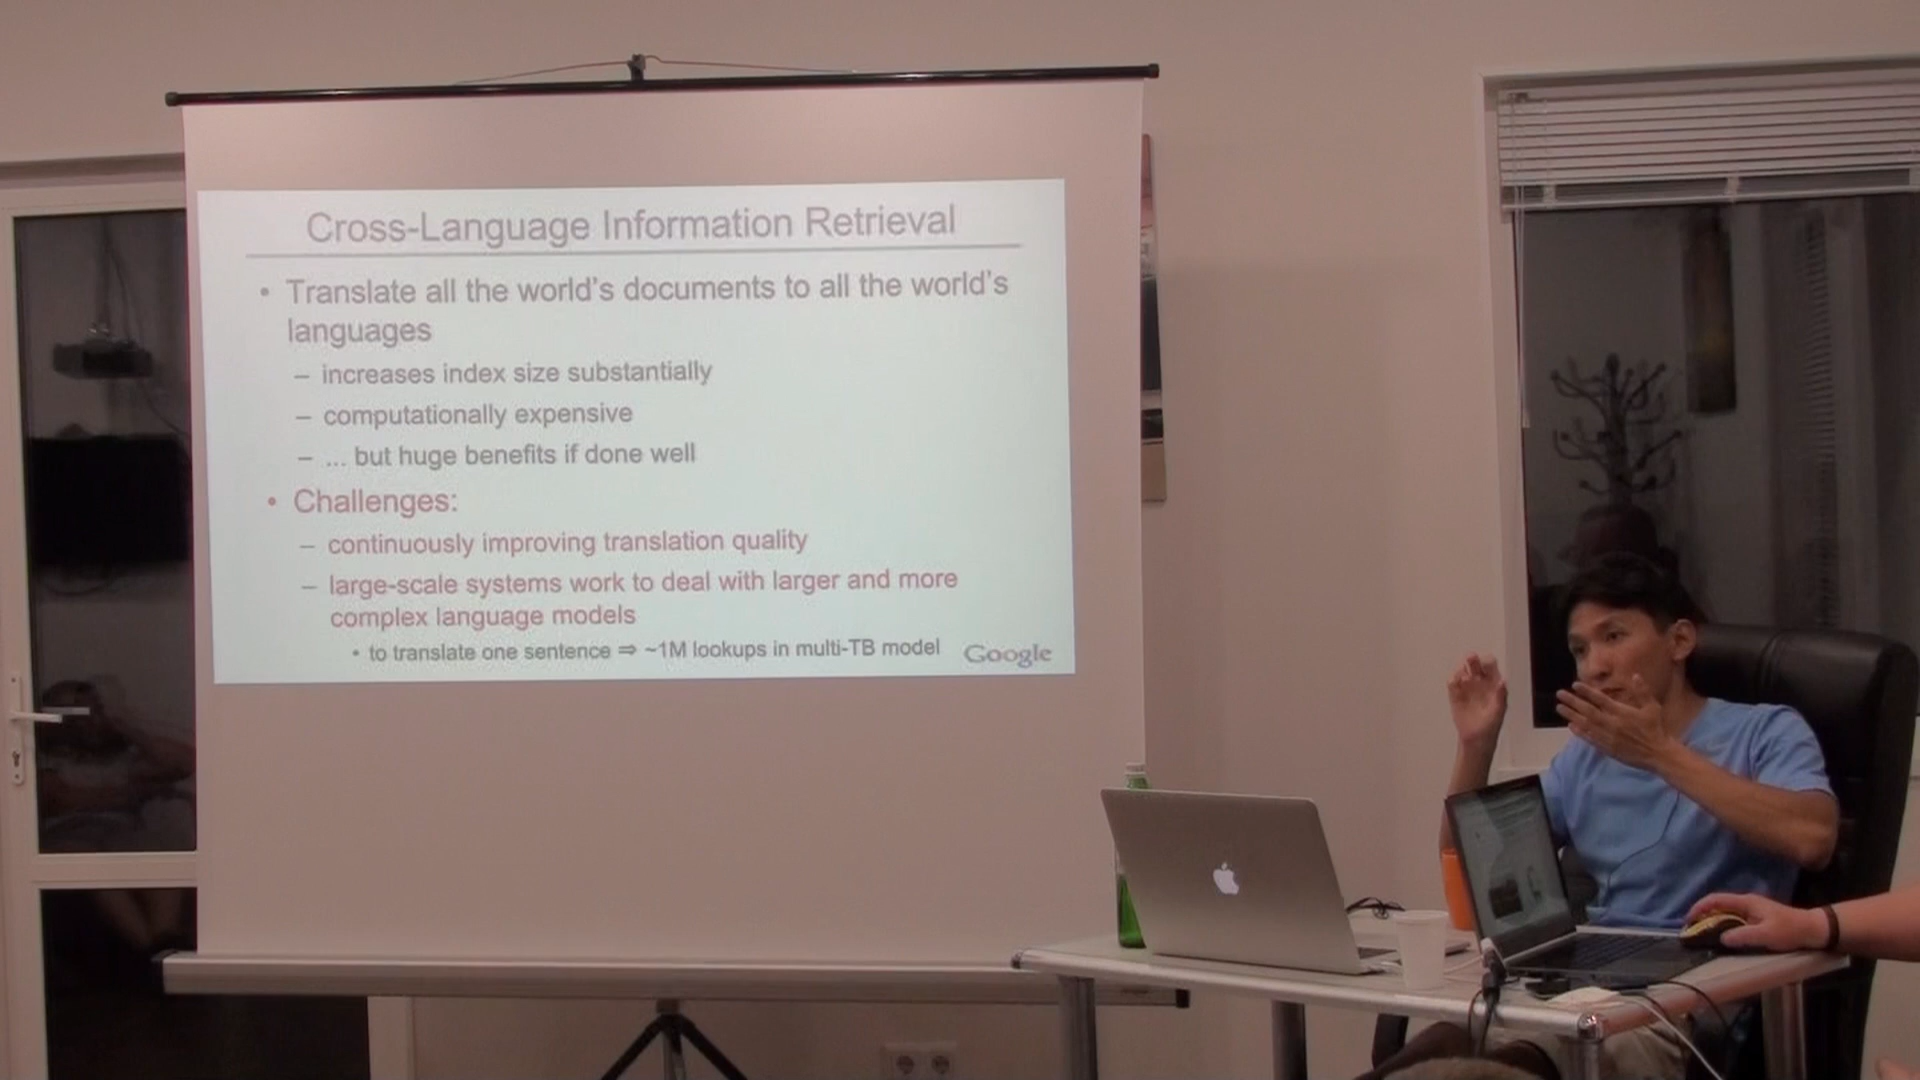 Cross-Language Information Retrieval
• Translate all the world's documents to all the world's
languages
– increases index size substantially
– computationally expensive
– ... but huge benefits if done well
• Challenges:
– continuously improving translation quality
– large-scale systems work to deal with larger and more
complex language models
• to translate one sentence ⇒ ~1M lookups in multi-TB model
Google